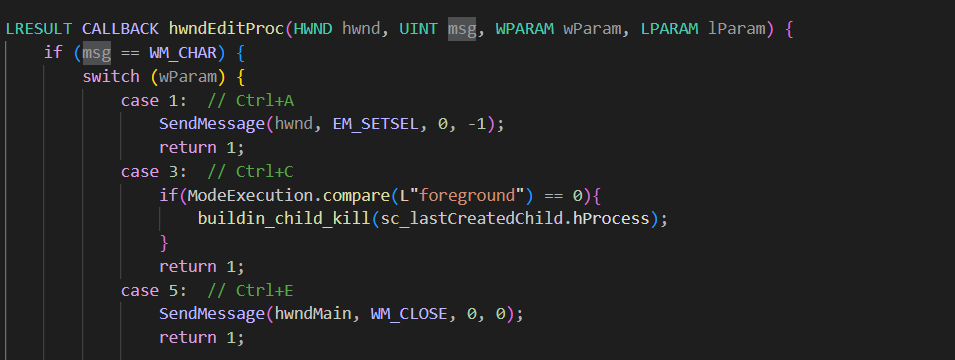 LRESULT CALLBACK hwndEditProc(HWND hwnd, UINT msg, WPARAM wParam, LPARAM lParam) {
    if (msg == WM_CHAR) {
        switch (wParam) {
            case 1:  // Ctrl+A
                SendMessage(hwnd, EM_SETSEL, 0, -1);
                return 1;
            case 3:  // Ctrl+C
                if(ModeExecution.compare(L"foreground") == 0){
                    buildin_child_kill(sc_lastCreatedChild.hProcess);
                }
                return 1;
            case 5:  // Ctrl+E
                SendMessage(hwndMain, WM_CLOSE, 0, 0);
                return 1;